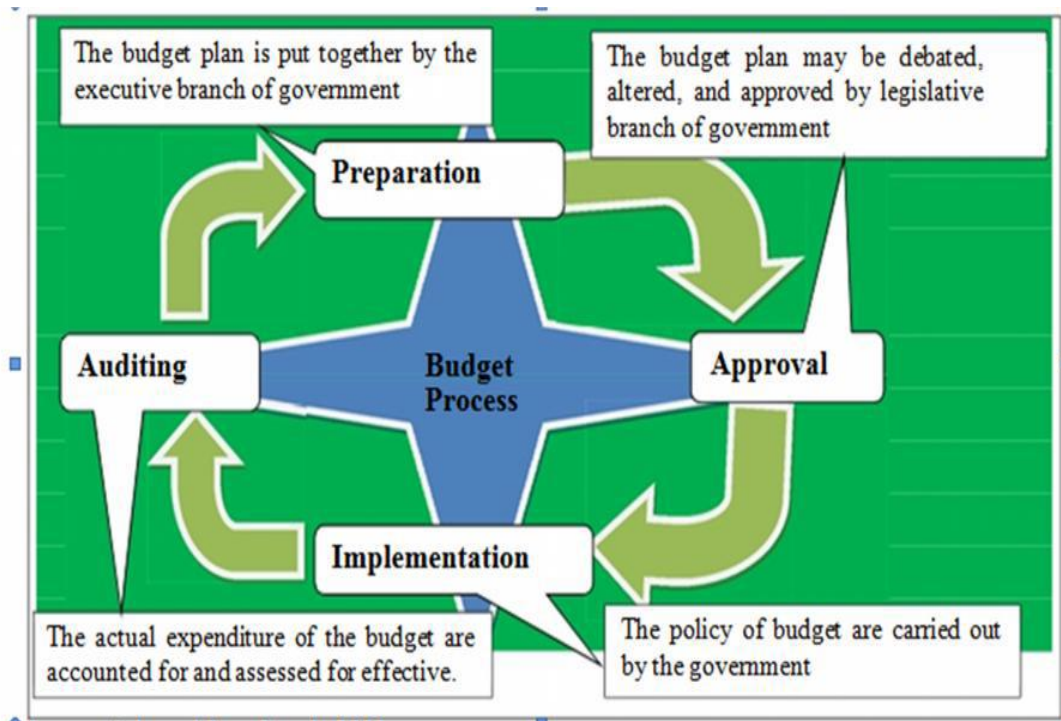 The budget plan is put together by the
executive branch of government
The budget plan may be debated,
altered, and approved by legislative
branch of government
Preparation
Auditing
Budget
Process
Approval
Implementation
The actual expenditure of the budget are
accounted for and assessed for effective.
The policy of budget are carried out
by the government